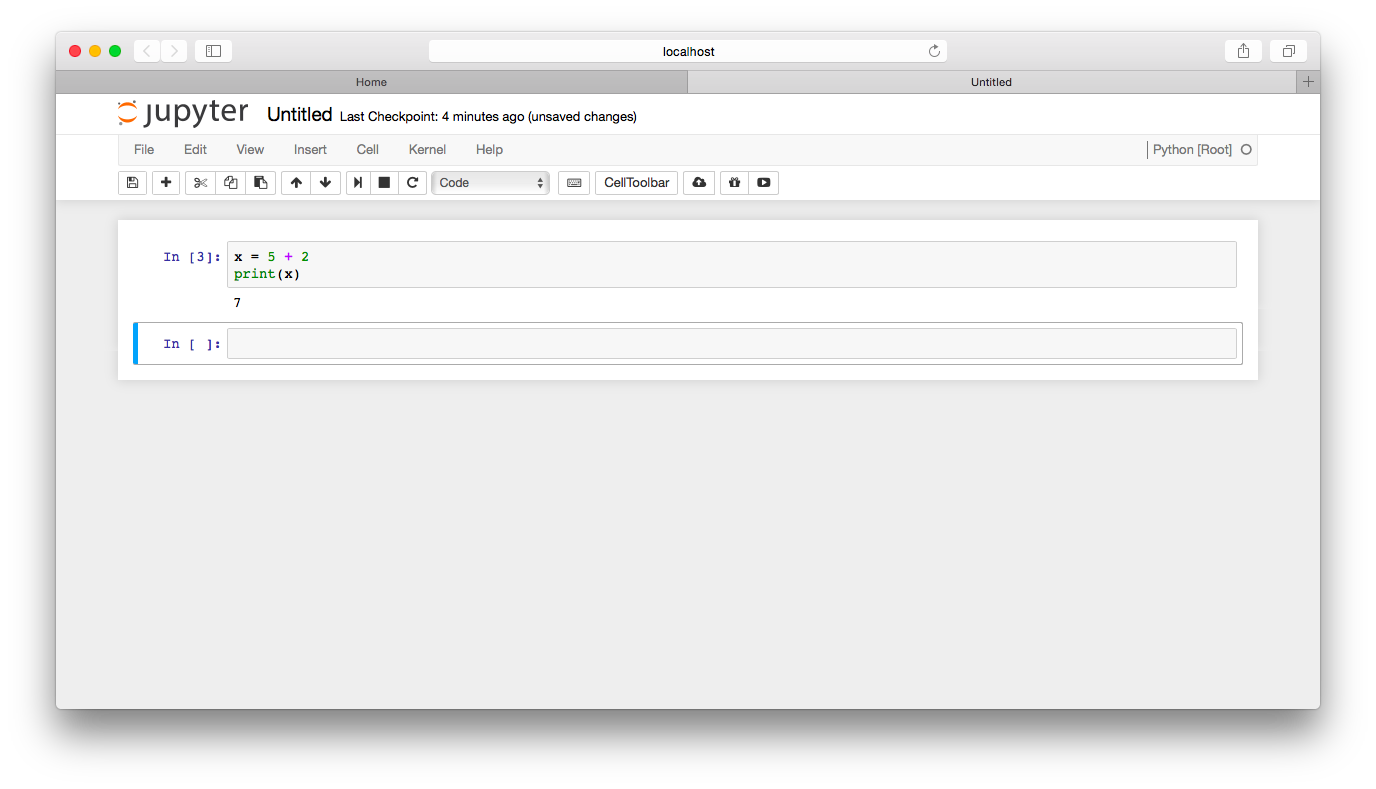 localhost
Home Untitled
jupyter Untitled Last Checkpoint: 4 minutes ago (unsaved changes)
File Edit View Insert Cell Kernel Help Python [Root]
Code CellToolbar
In [3]: x = 5 + 2
print(x)
7
In [ ]: